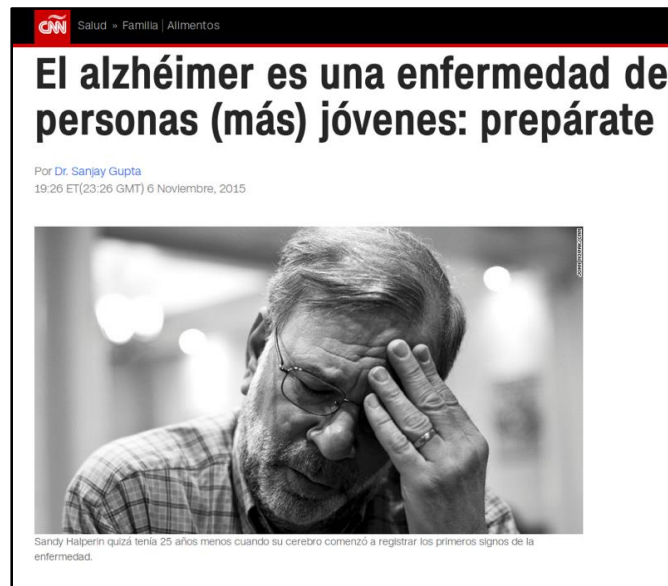 CNN Salud » Familia | Alimentos
El alzhéimer es una enfermedad de
personas (más) jóvenes: prepárate
Por Dr. Sanjay Gupta
19:26 ET(23:26 GMT) 6 Noviembre, 2015
Sandy Halperin quizá tenía 25 años menos cuando su cerebro comenzó a registrar los primeros signos de la
enfermedad.